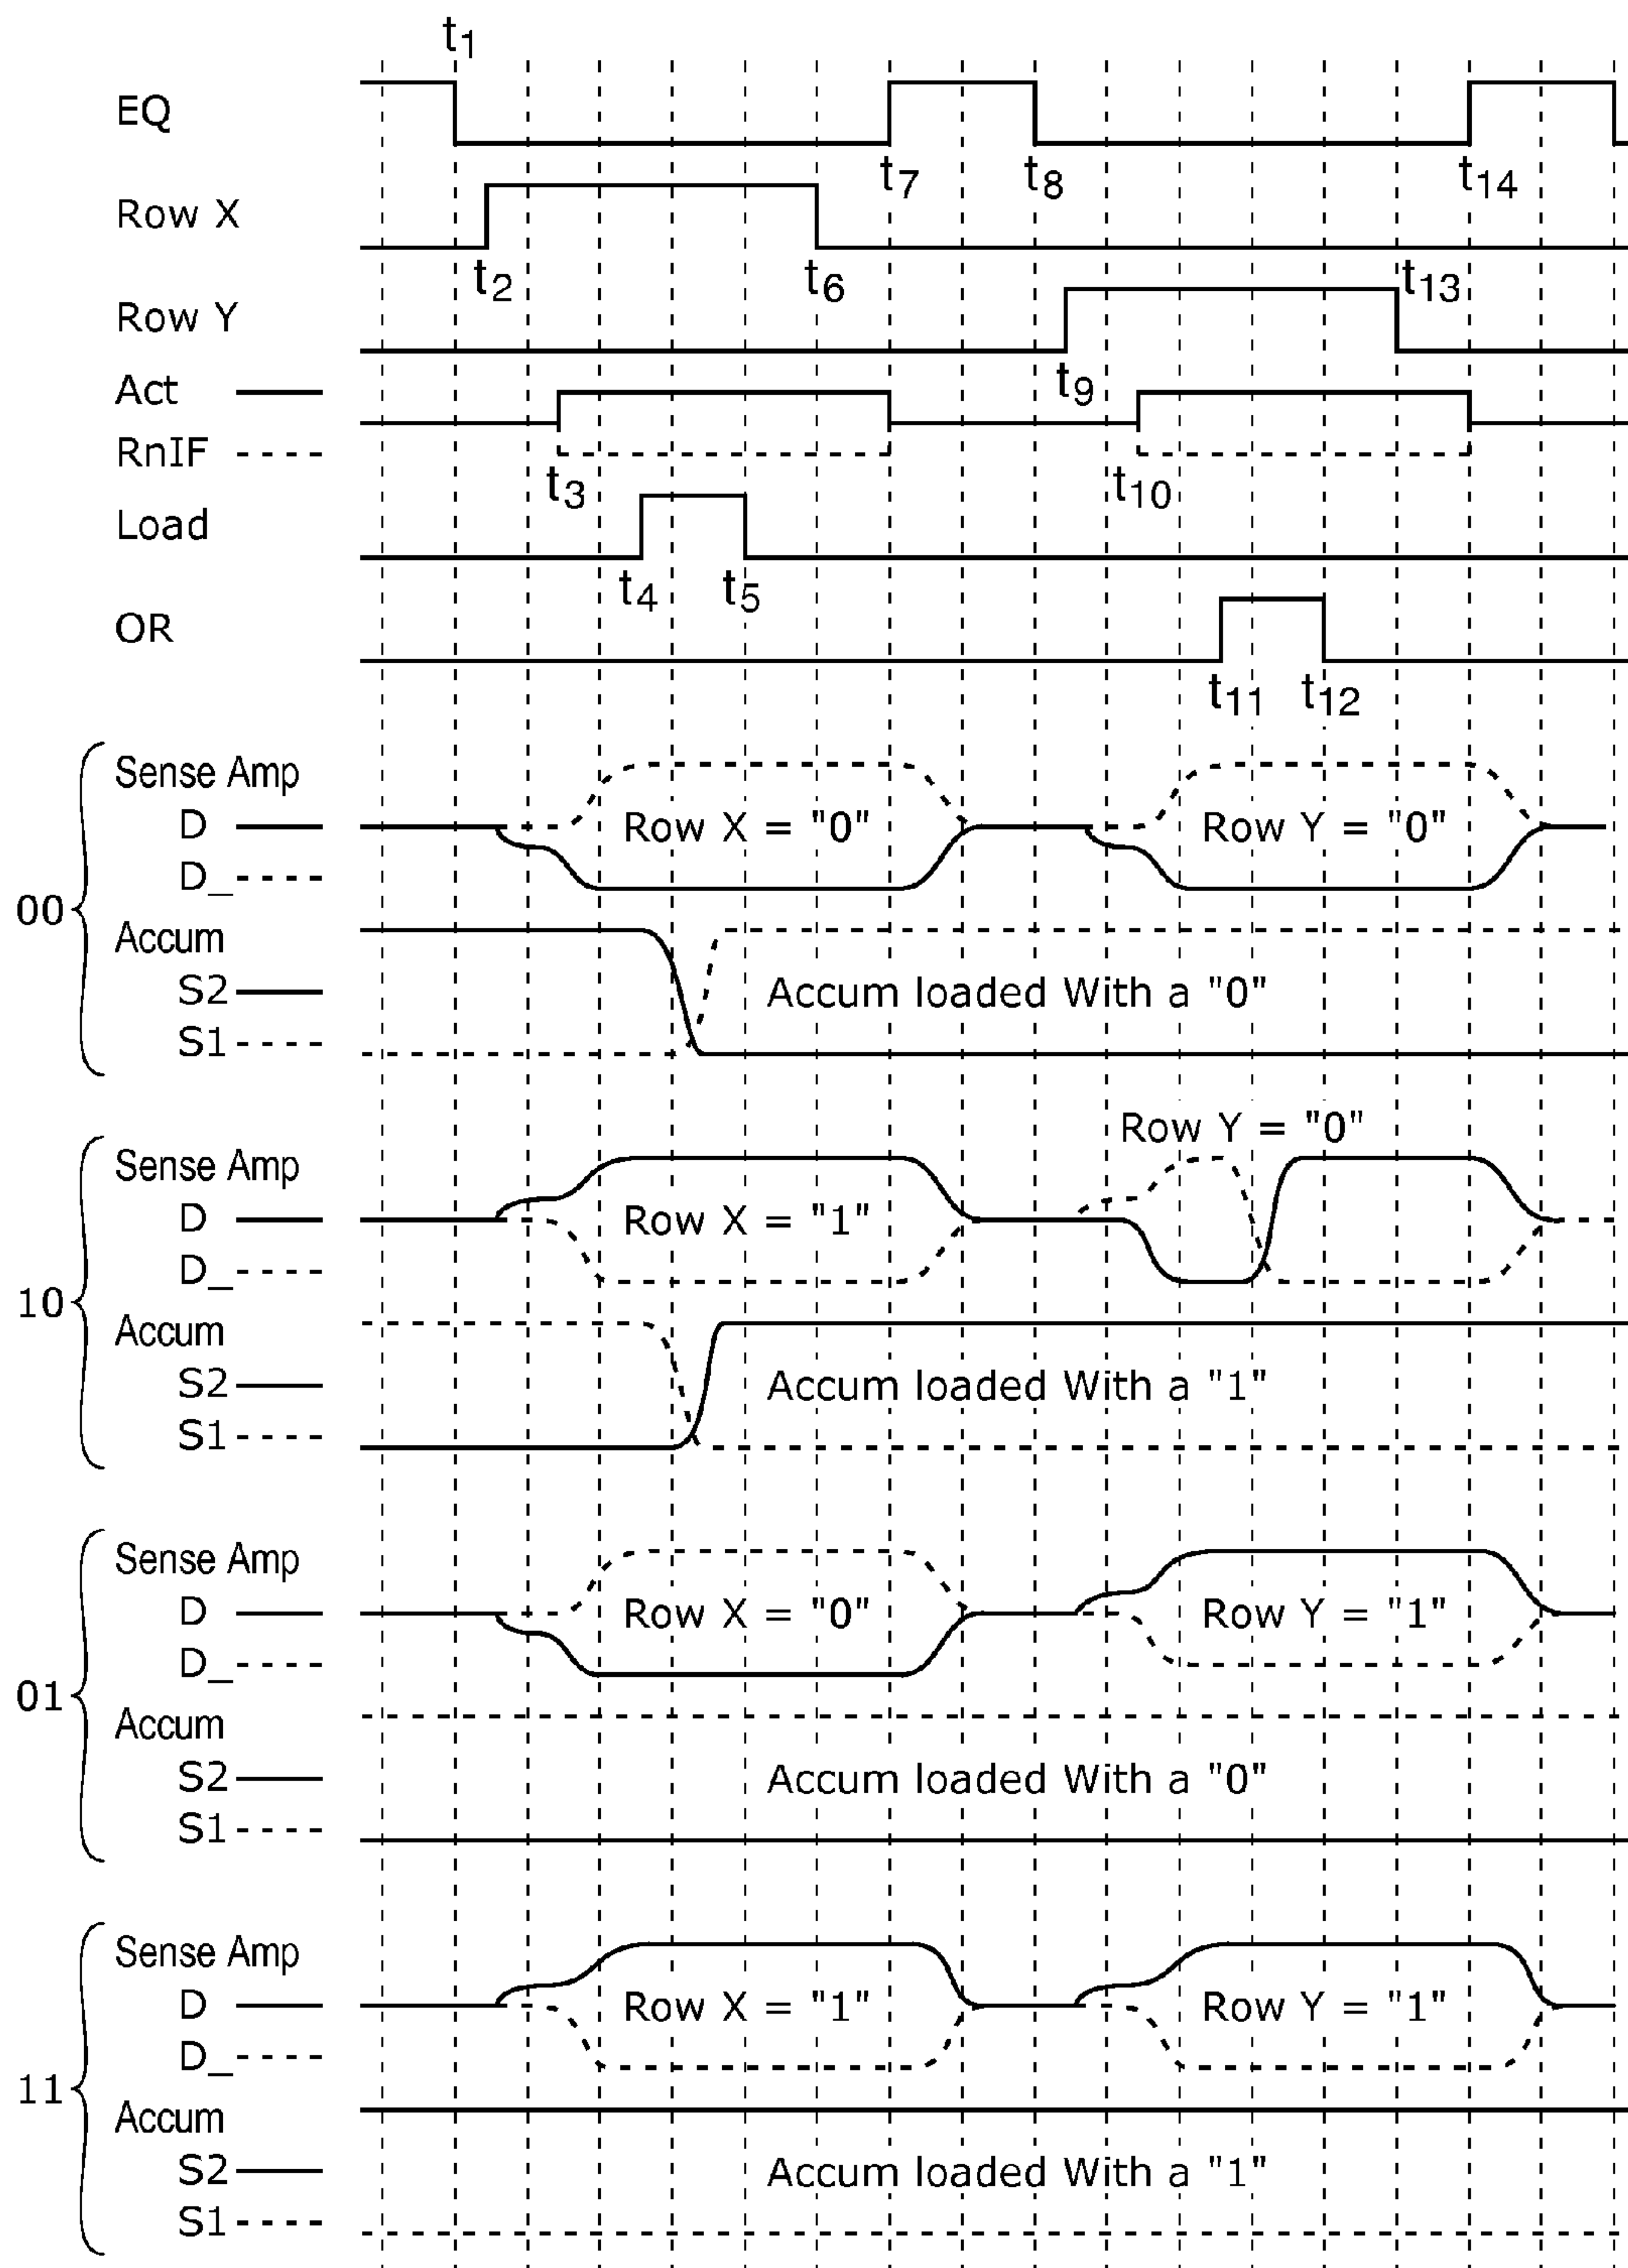 t1
EQ
t7 t8 t14
Row X
t2 t6 t13
Row Y
t9
Act
RnIF
t3 t10
Load
t4 t5
OR
t11 t12
Sense Amp
D Row X = "0" Row Y = "0"
D_
00
Accum
S2 Accum loaded With a "0"
S1
Row Y = "0"
Sense Amp
D Row X = "1"
D_
10
Accum
S2 Accum loaded With a "1"
S1
Sense Amp
D Row X = "0" Row Y = "1"
D_
01
Accum
S2 Accum loaded With a "0"
S1
Sense Amp
D Row X = "1" Row Y = "1"
D_
11
Accum
S2 Accum loaded With a "1"
S1